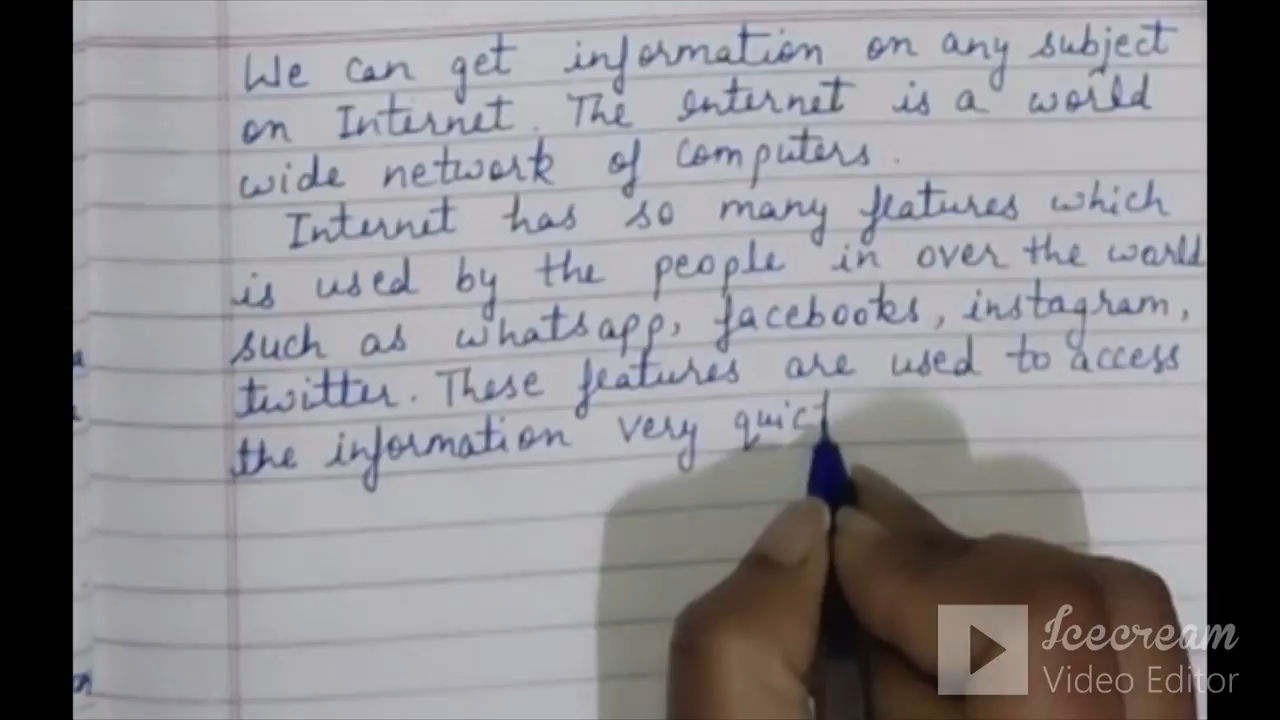 We can get information on any subject
on Internet. The Internet is a world
wide network of computers.
Internet has so many features which
is used by the people in over the world
such as whatsapp, facebooks, instagram,
twitter. These features are used to access
the information very quic
Icecream
Video Editor